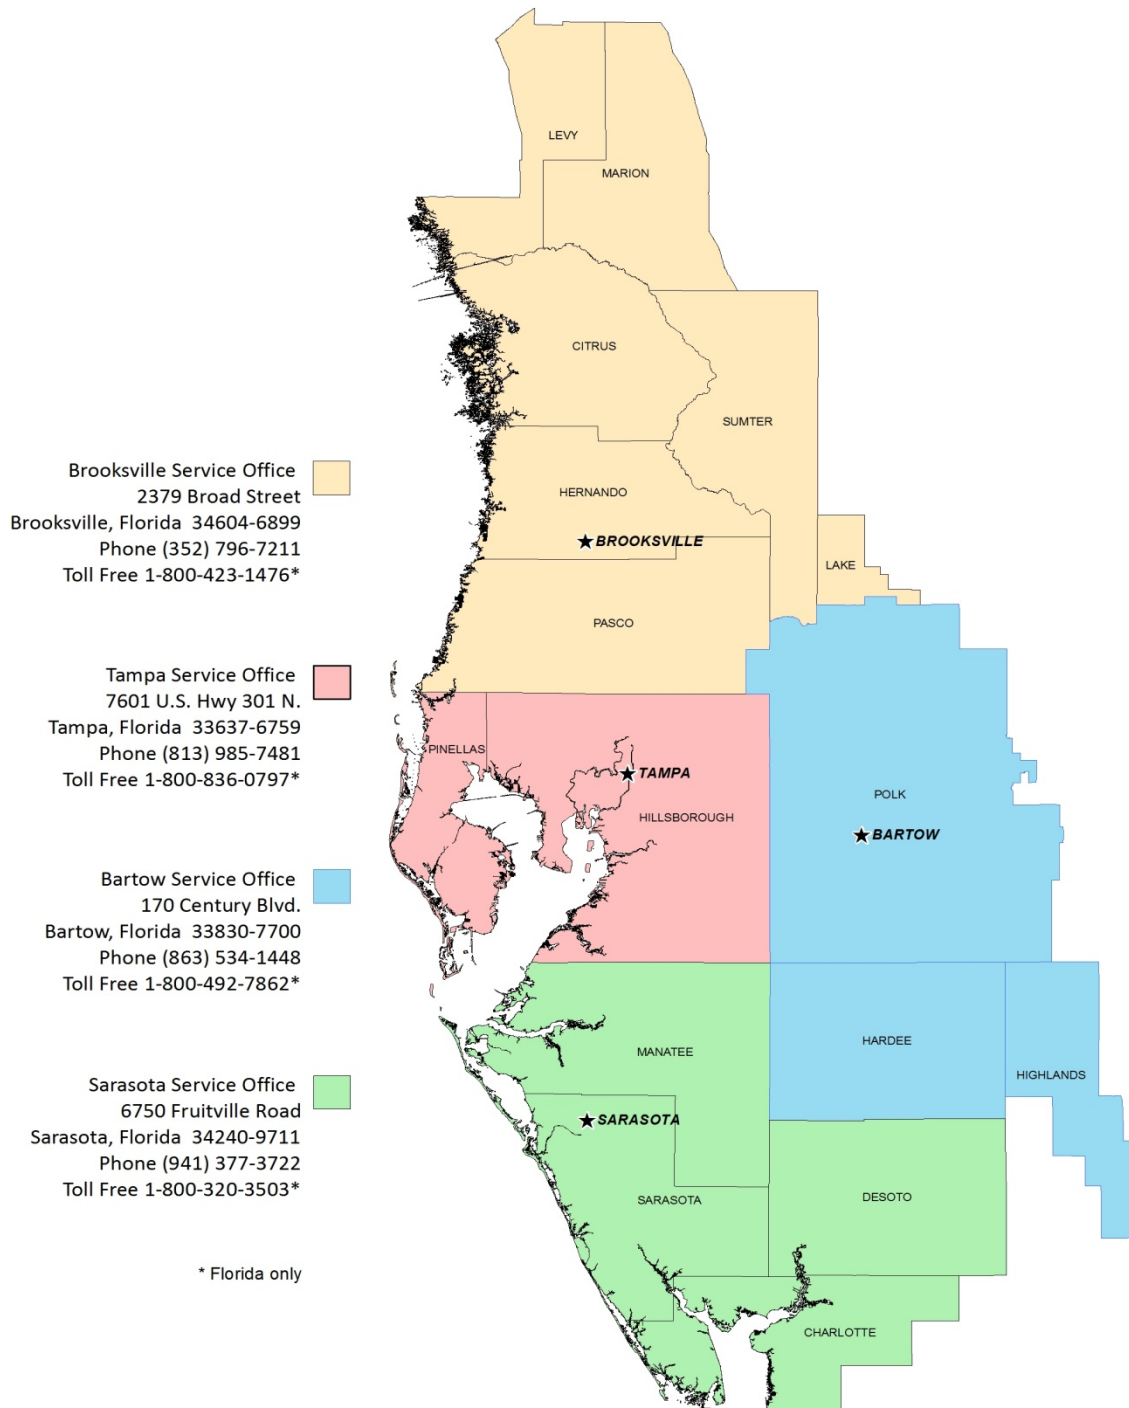 LEVY
MARION
CITRUS
SUMTER
HERNANDO
BROOKSVILLE
LAKE
PASCO
PINELLAS
TAMPA
HILLSBOROUGH
POLK
BARTOW
HARDEE
MANATEE
HIGHLANDS
SARASOTA
SARASOTA
DESOTO
CHARLOTTE
Brooksville Service Office
2379 Broad Street
Brooksville, Florida 34604-6899
Phone (352) 796-7211
Toll Free 1-800-423-1476*
Tampa Service Office
7601 U.S. Hwy 301 N.
Tampa, Florida 33637-6759
Phone (813) 985-7481
Toll Free 1-800-836-0797*
Bartow Service Office
170 Century Blvd.
Bartow, Florida 33830-7700
Phone (863) 534-1448
Toll Free 1-800-492-7862*
Sarasota Service Office
6750 Fruitville Road
Sarasota, Florida 34240-9711
Phone (941) 377-3722
Toll Free 1-800-320-3503*
* Florida only